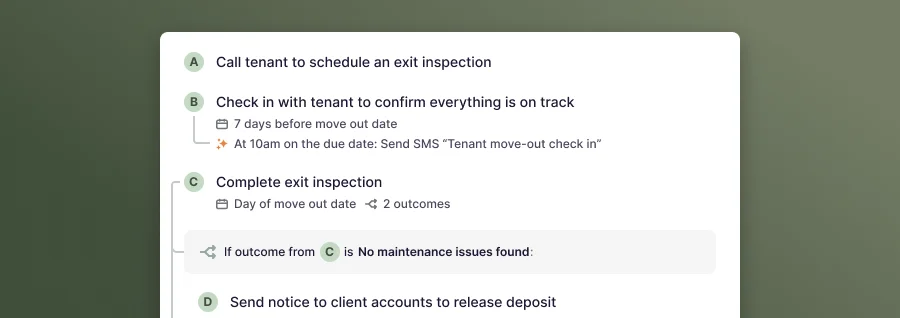 A Call tenant to schedule an exit inspection
B Check in with tenant to confirm everything is on track
7 days before move out date
At 10am on the due date: Send SMS “Tenant move-out check in”
C Complete exit inspection
Day of move out date 2 outcomes
If outcome from C is No maintenance issues found:
D Send notice to client accounts to release deposit